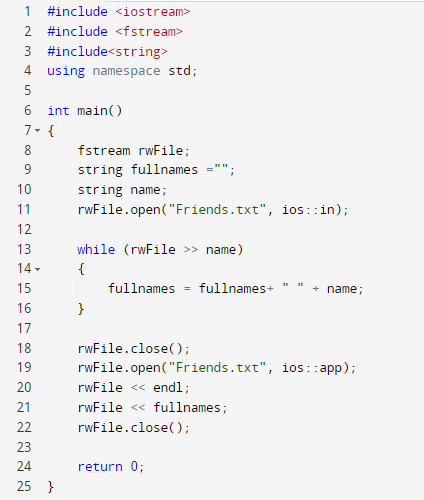 1 #include <iostream>
2 #include <fstream>
3 #include<string>
4 using namespace std;
5
6 int main()
7 {
8     fstream rwFile;
9     string fullnames ="";
10     string name;
11     rwFile.open("Friends.txt", ios::in);
12
13     while (rwFile >> name)
14     {
15         fullnames = fullnames+ " " + name;
16     }
17
18     rwFile.close();
19     rwFile.open("Friends.txt", ios::app);
20     rwFile << endl;
21     rwFile << fullnames;
22     rwFile.close();
23
24     return 0;
25 }